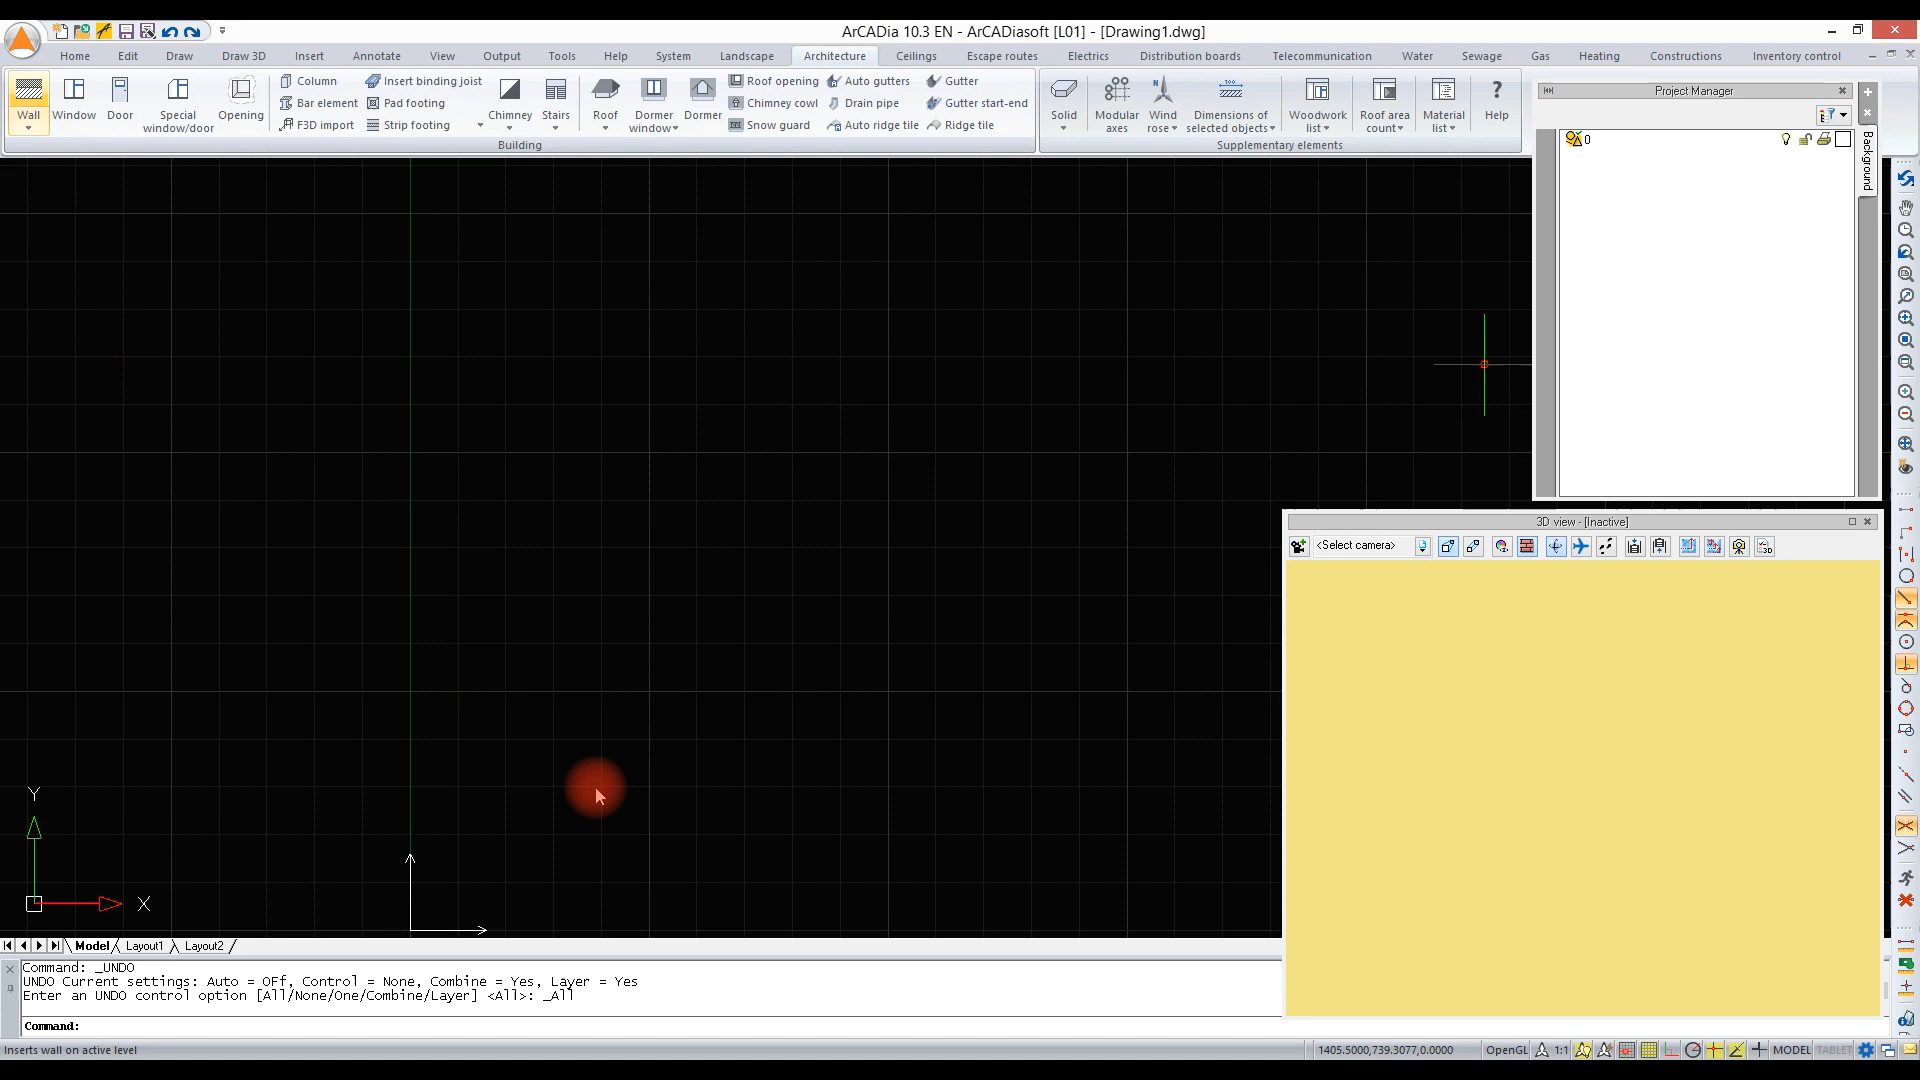 ArCADia 10.3 EN - ArCADiasoft [L01] - [Drawing1.dwg]
Home Edit Draw Draw 3D Insert Annotate View Output Tools Help System Landscape Architecture Ceilings Escape routes Electrics Distribution boards Telecommunication Water Sewage Gas Heating Constructions Inventory control
Wall
Window
Door
Special window/door
Opening
Column
Bar element
F3D import
Insert binding joist
Pad footing
Strip footing
Chimney
Stairs
Roof
Dormer window
Dormer
Roof opening
Chimney cowl
Snow guard
Auto gutters
Drain pipe
Auto ridge tile
Gutter
Gutter start-end
Ridge tile
Building
Solid
Modular axes
Wind rose
Dimensions of selected objects
Woodwork list
Roof area count
Material list
Help
Supplementary elements
Project Manager
0
Background
3D view - [Inactive]
<Select camera>
3D
Y
X
Model Layout1 Layout2
Command: _UNDO
UNDO Current settings: Auto = OFf, Control = None, Combine = Yes, Layer = Yes
Enter an UNDO control option [All/None/One/Combine/Layer] <All>: _All
Command:
Inserts wall on active level
1405.5000,739.3077,0.0000 OpenGL 1:1 MODEL TABLET